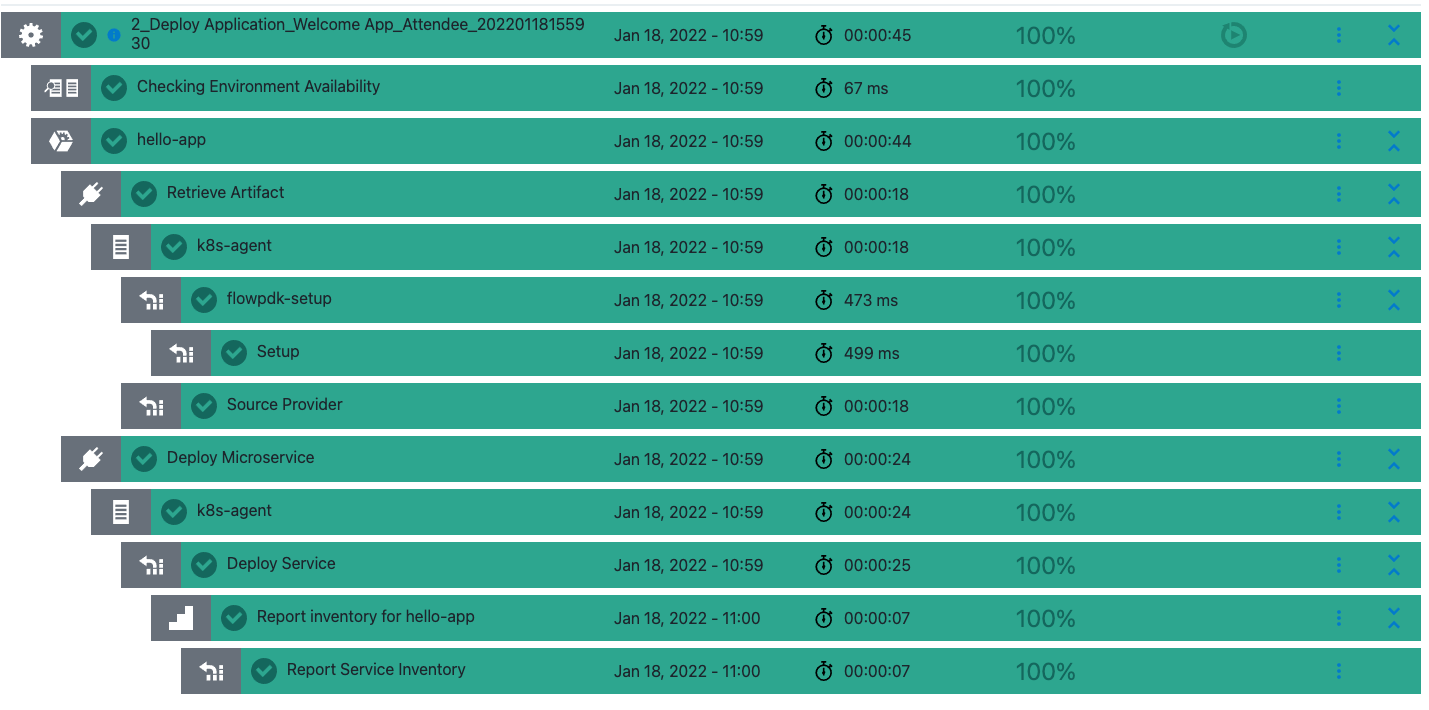 2_Deploy Application_Welcome App_Attendee_202201181559
30 Jan 18, 2022 - 10:59 00:00:45 100%
Checking Environment Availability Jan 18, 2022 - 10:59 67 ms 100%
hello-app Jan 18, 2022 - 10:59 00:00:44 100%
Retrieve Artifact Jan 18, 2022 - 10:59 00:00:18 100%
k8s-agent Jan 18, 2022 - 10:59 00:00:18 100%
flowpdk-setup Jan 18, 2022 - 10:59 473 ms 100%
Setup Jan 18, 2022 - 10:59 499 ms 100%
Source Provider Jan 18, 2022 - 10:59 00:00:18 100%
Deploy Microservice Jan 18, 2022 - 10:59 00:00:24 100%
k8s-agent Jan 18, 2022 - 10:59 00:00:24 100%
Deploy Service Jan 18, 2022 - 10:59 00:00:25 100%
Report inventory for hello-app Jan 18, 2022 - 11:00 00:00:07 100%
Report Service Inventory Jan 18, 2022 - 11:00 00:00:07 100%